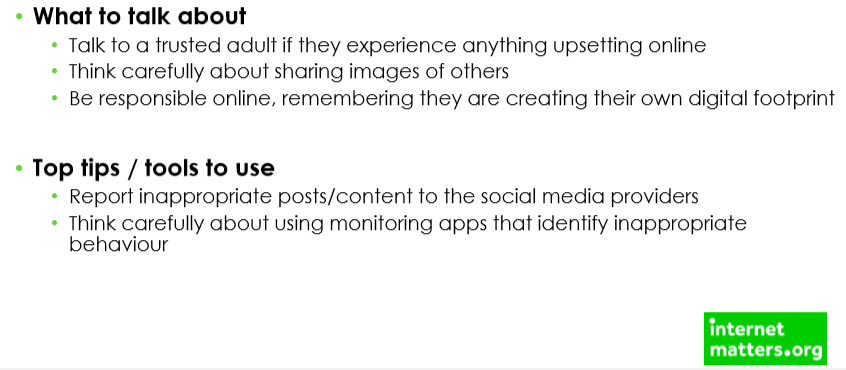 • What to talk about
• Talk to a trusted adult if they experience anything upsetting online
• Think carefully about sharing images of others
• Be responsible online, remembering they are creating their own digital footprint
• Top tips / tools to use
• Report inappropriate posts/content to the social media providers
• Think carefully about using monitoring apps that identify inappropriate
behaviour
internet
matters.org